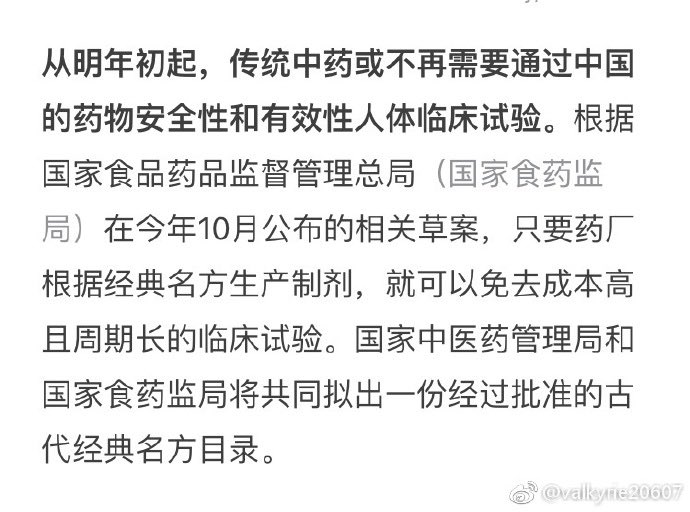 从明年初起，传统中药或不再需要通过中国
的药物安全性和有效性人体临床试验。根据
国家食品药品监督管理总局（国家食药监
局）在今年10月公布的相关草案，只要药厂
根据经典名方生产制剂，就可以免去成本高
且周期长的临床试验。国家中医药管理局和
国家食药监局将共同拟出一份经过批准的古
代经典名方目录。
@valkyrie20607